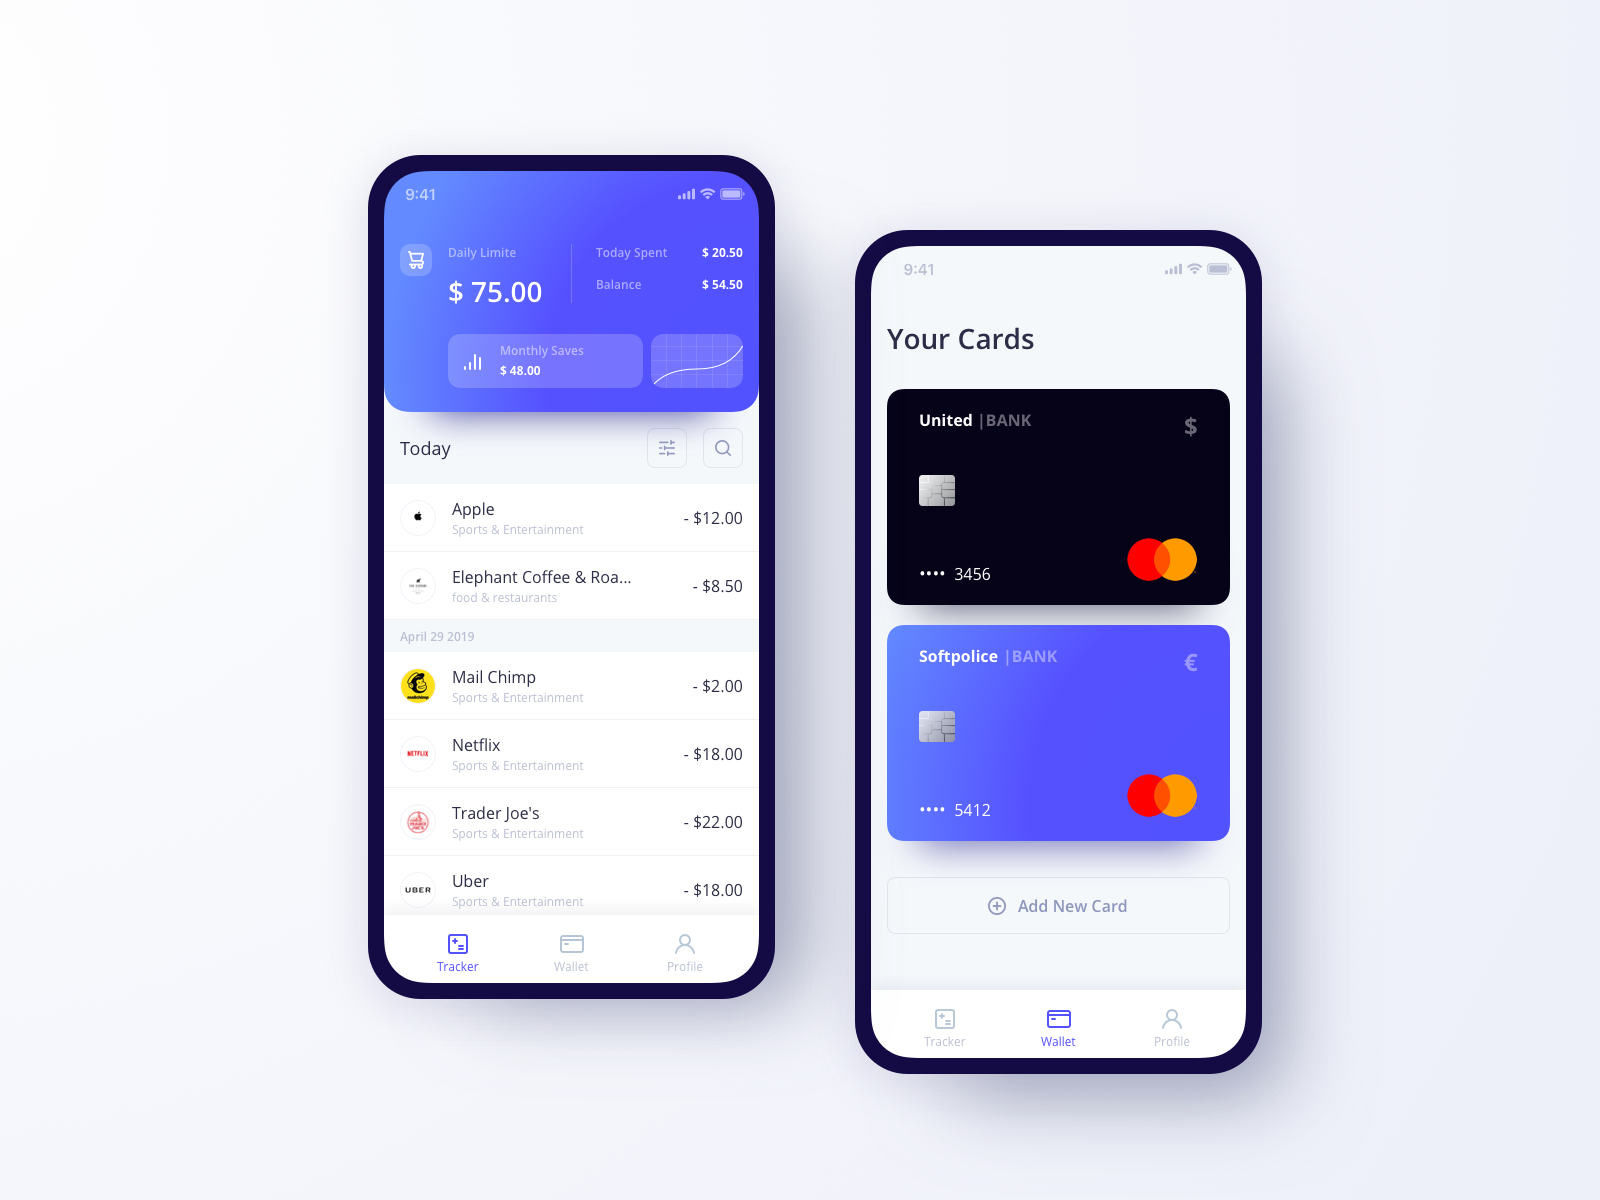 9:41
Daily Limite
$ 75.00
Today Spent
$ 20.50
Balance
$ 54.50
Monthly Saves
$ 48.00
Today
Apple
Sports & Entertainment
- $12.00
Elephant Coffee & Roa...
food & restaurants
- $8.50
April 29 2019
mailchimp
Mail Chimp
Sports & Entertainment
- $2.00
NETFLIX
Netflix
Sports & Entertainment
- $18.00
TRADER
JOE'S
Trader Joe's
Sports & Entertainment
- $22.00
UBER
Uber
Sports & Entertainment
- $18.00
Tracker
Wallet
Profile
9:41
Your Cards
United |BANK
$
•••• 3456
Softpolice |BANK
€
•••• 5412
Add New Card
Tracker
Wallet
Profile